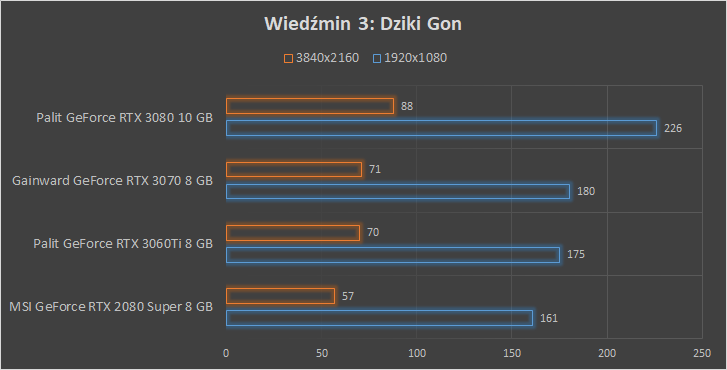 Wiedźmin 3: Dziki Gon
3840x2160 1920x1080
Palit GeForce RTX 3080 10 GB
88
226
Gainward GeForce RTX 3070 8 GB
71
180
Palit GeForce RTX 3060Ti 8 GB
70
175
MSI GeForce RTX 2080 Super 8 GB
57
161
0 50 100 150 200 250